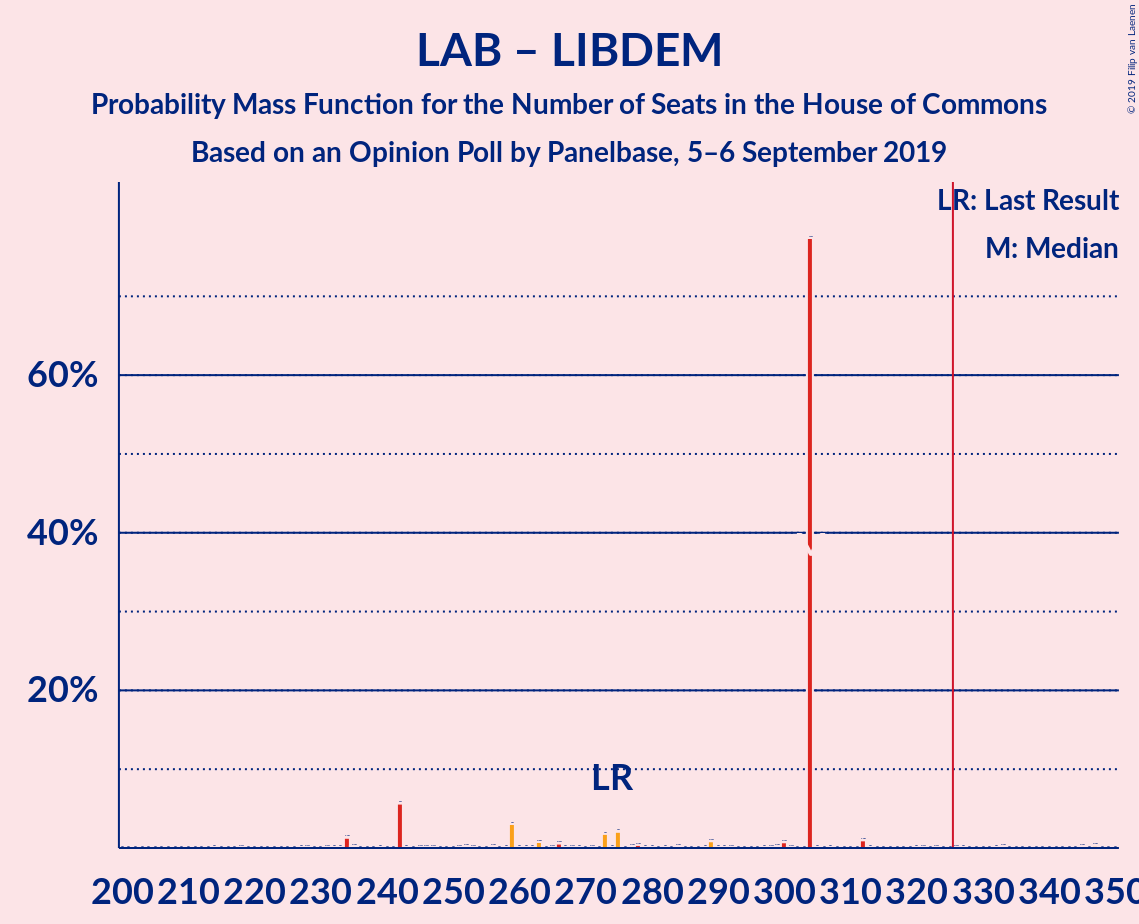 LAB – LIBDEM
Probability Mass Function for the Number of Seats in the House of Commons
Based on an Opinion Poll by Panelbase, 5–6 September 2019
© 2019 Filip van Laenen
LR: Last Result
M: Median
60%
40%
20%
LR
200 210 220 230 240 250 260 270 280 290 300 310 320 330 340 350